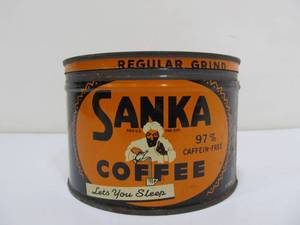 REGULAR GRIND
SANKA
97%
CAFFEIN-FREE
COFFEE
Lets You Sleep